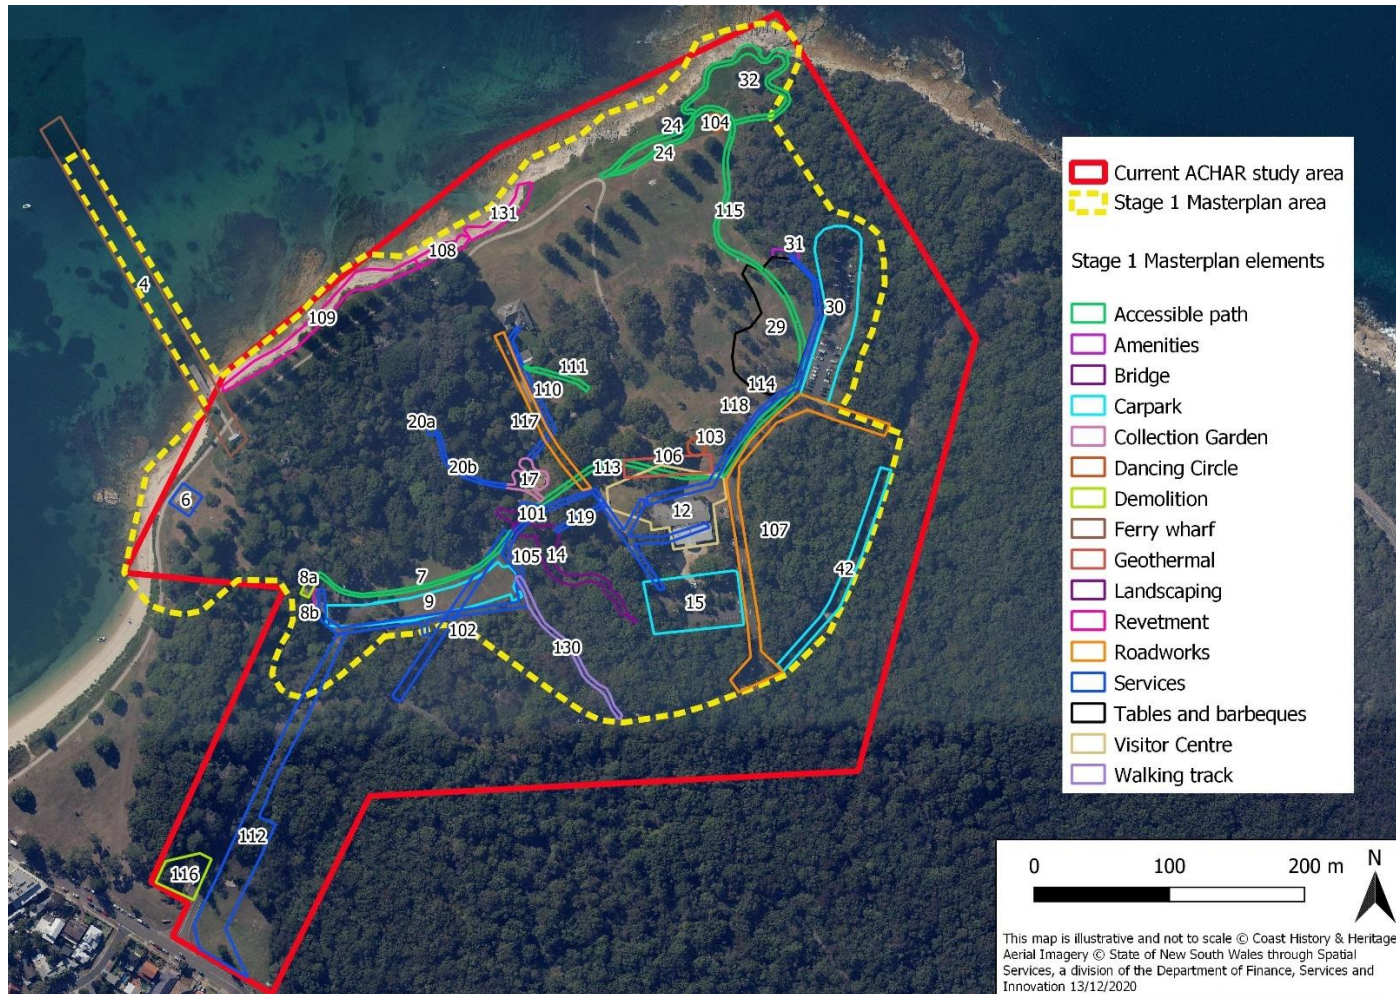 32
24
104
24
115
131
108
31
4
109
30
29
111
114
110
118
20a
117
103
106
113
20b
17
6
12
101
119
107
105
14
42
8a
7
9
15
8b
102
130
112
116
Current ACHAR study area
Stage 1 Masterplan area
Stage 1 Masterplan elements
Accessible path
Amenities
Bridge
Carpark
Collection Garden
Dancing Circle
Demolition
Ferry wharf
Geothermal
Landscaping
Revetment
Roadworks
Services
Tables and barbeques
Visitor Centre
Walking track
0 100 200 m
N
This map is illustrative and not to scale © Coast History & Heritage
Aerial Imagery © State of New South Wales through Spatial
Services, a division of the Department of Finance, Services and
Innovation 13/12/2020